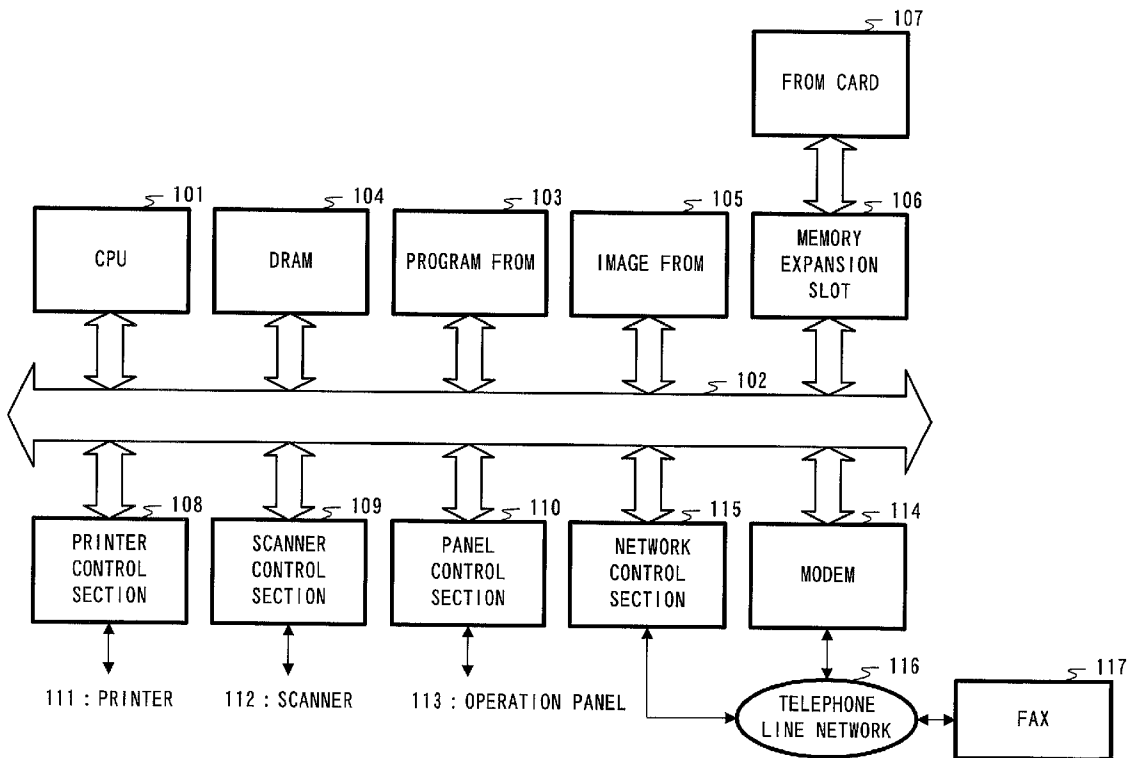 107
FROM CARD
101
104
103
105
106
CPU
DRAM
PROGRAM FROM
IMAGE FROM
MEMORY
EXPANSION
SLOT
102
108
109
110
115
114
PRINTER
CONTROL
SECTION
SCANNER
CONTROL
SECTION
PANEL
CONTROL
SECTION
NETWORK
CONTROL
SECTION
MODEM
111 : PRINTER
112 : SCANNER
113 : OPERATION PANEL
116
117
TELEPHONE
LINE NETWORK
FAX